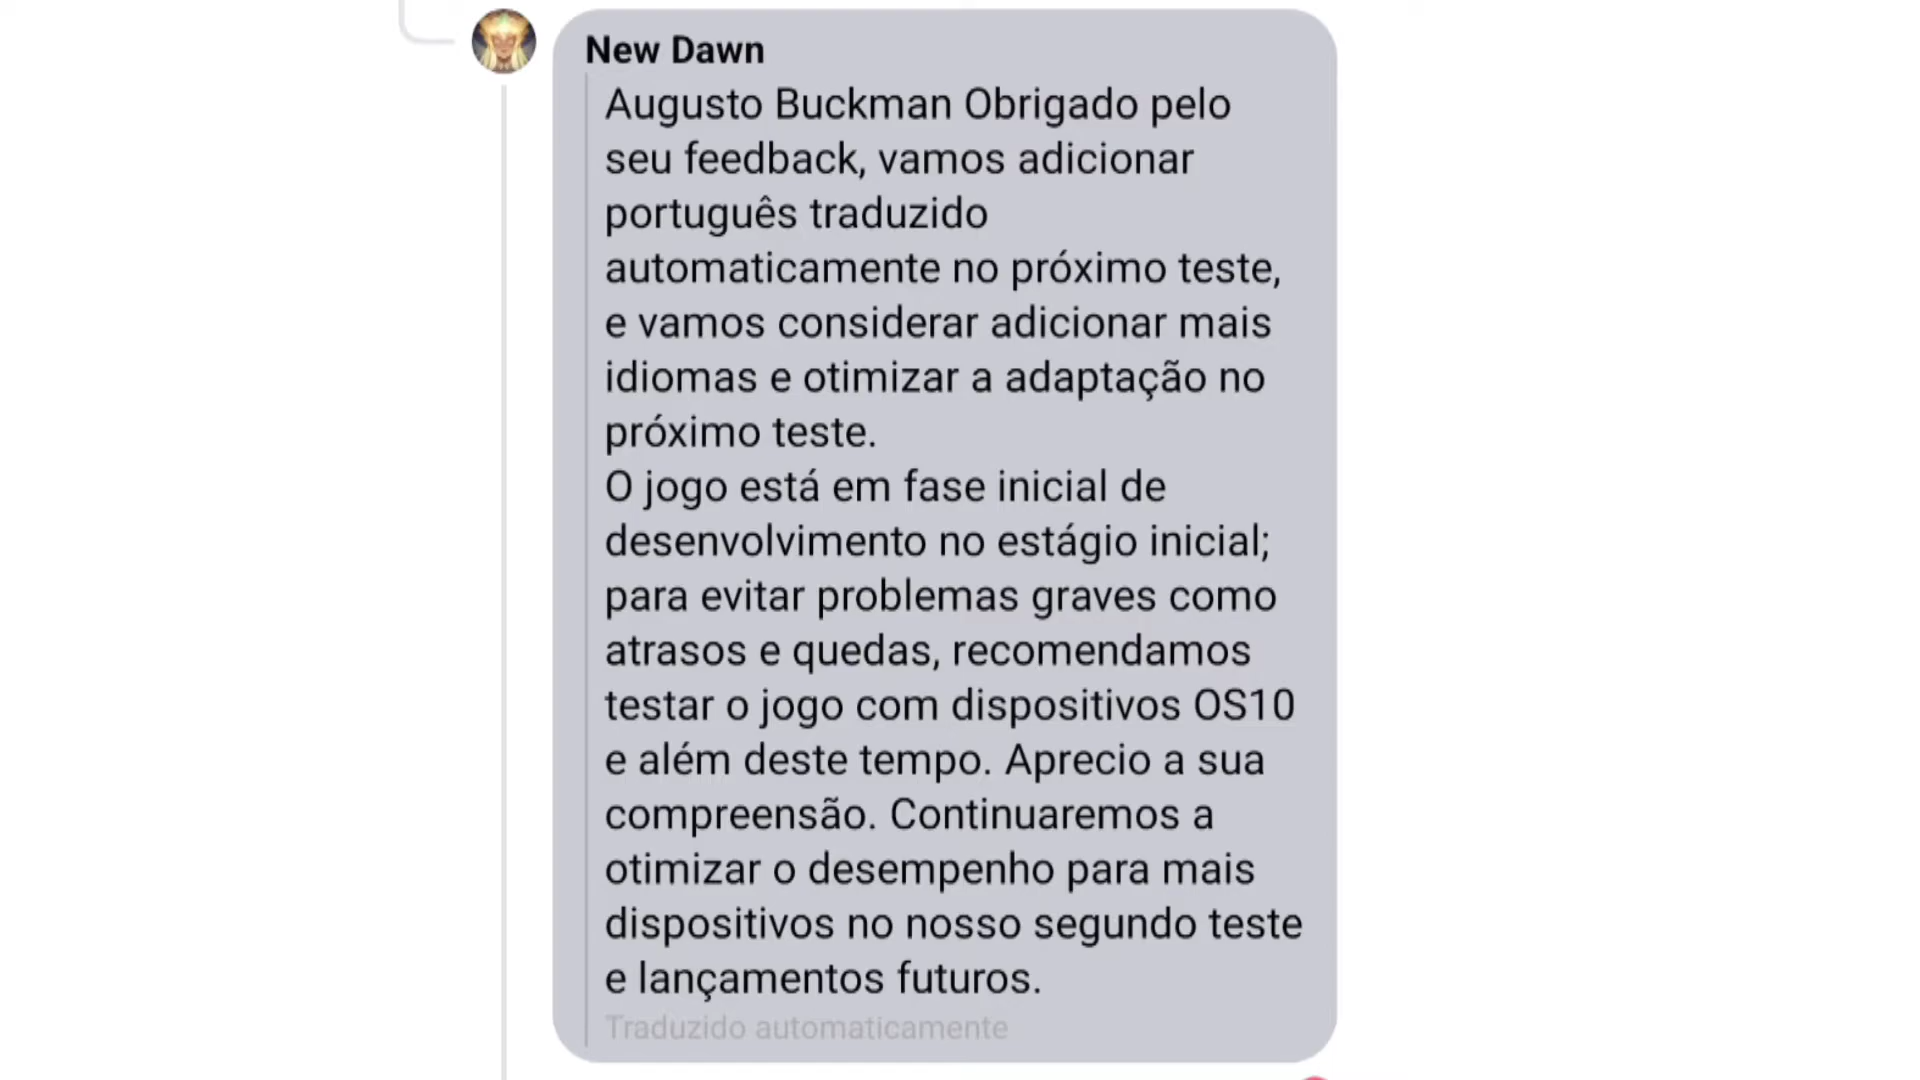 New Dawn
Augusto Buckman Obrigado pelo
seu feedback, vamos adicionar
português traduzido
automaticamente no próximo teste,
e vamos considerar adicionar mais
idiomas e otimizar a adaptação no
próximo teste.
O jogo está em fase inicial de
desenvolvimento no estágio inicial;
para evitar problemas graves como
atrasos e quedas, recomendamos
testar o jogo com dispositivos OS10
e além deste tempo. Aprecio a sua
compreensão. Continuaremos a
otimizar o desempenho para mais
dispositivos no nosso segundo teste
e lançamentos futuros.
Traduzido automaticamente